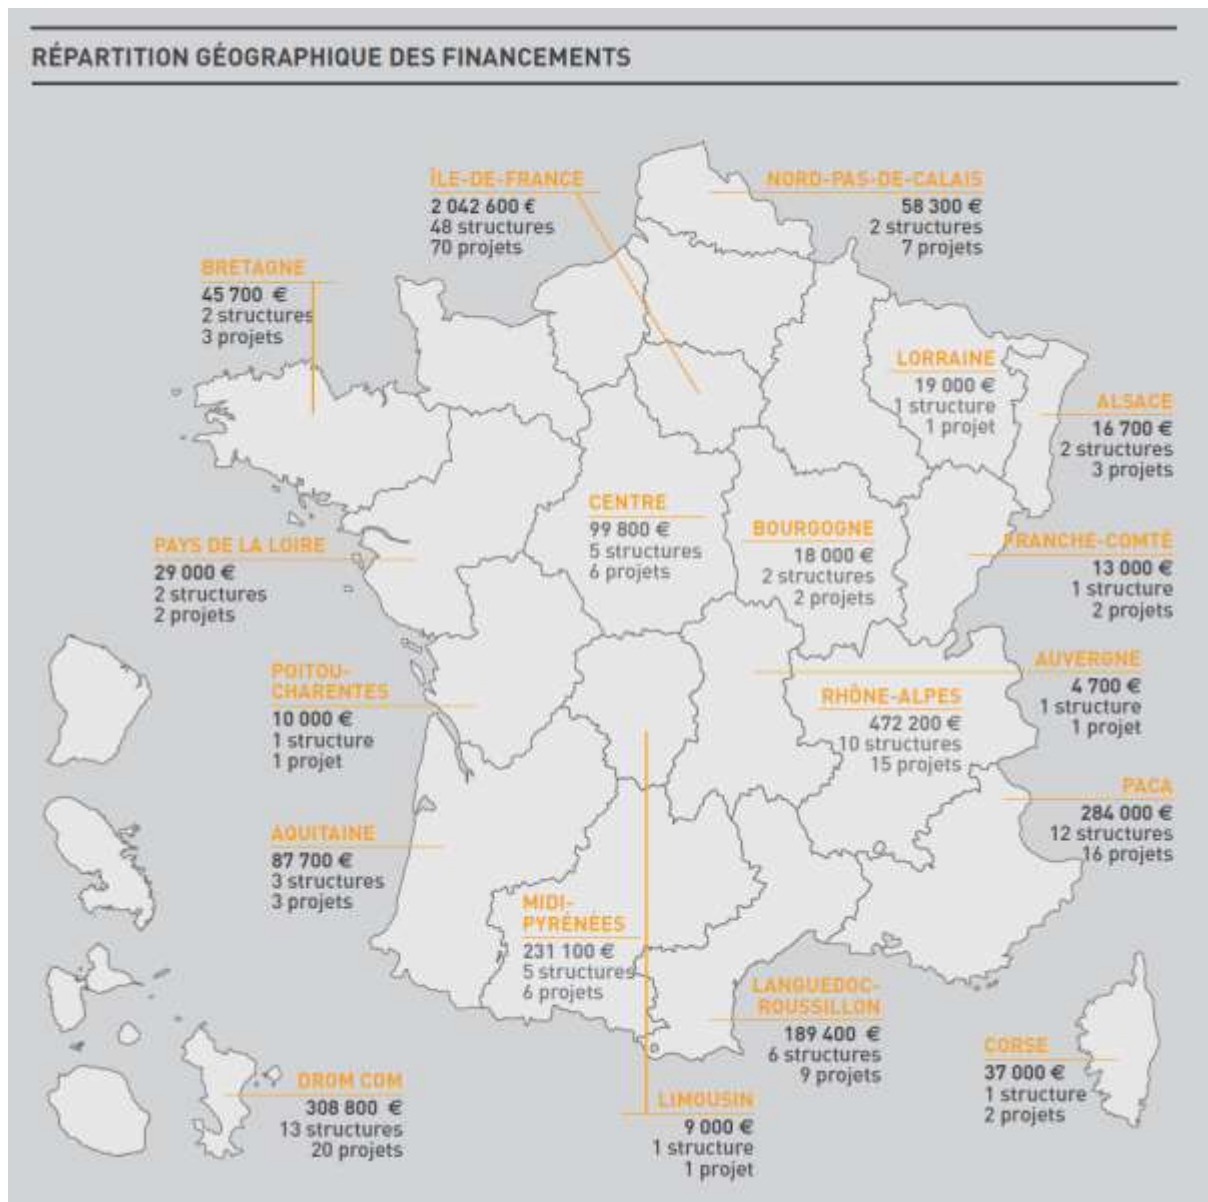 RÉPARTITION GÉOGRAPHIQUE DES FINANCEMENTS
ÎLE-DE-FRANCE
2 042 600 €
48 structures
70 projets
NORD-PAS-DE-CALAIS
58 300 €
2 structures
7 projets
BRETAGNE
45 700 €
2 structures
3 projets
LORRAINE
19 000 €
1 structure
1 projet
ALSACE
16 700 €
2 structures
3 projets
CENTRE
99 800 €
5 structures
6 projets
BOURGOGNE
18 000 €
2 structures
2 projets
FRANCHE-COMTÉ
13 000 €
1 structure
2 projets
PAYS DE LA LOIRE
29 000 €
2 structures
2 projets
POITOU-
CHARENTES
10 000 €
1 structure
1 projet
AUVERGNE
4 700 €
1 structure
1 projet
RHÔNE-ALPES
472 200 €
10 structures
15 projets
PACA
284 000 €
12 structures
16 projets
AQUITAINE
87 700 €
3 structures
3 projets
MIDI-
PYRÉNÉES
231 100 €
5 structures
6 projets
LANGUEDOC-
ROUSSILLON
189 400 €
6 structures
9 projets
CORSE
37 000 €
1 structure
2 projets
DROM COM
308 800 €
13 structures
20 projets
LIMOUSIN
9 000 €
1 structure
1 projet